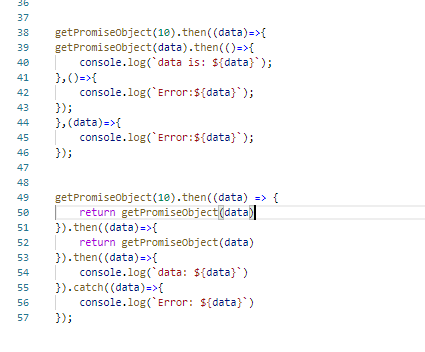 36
37
38 getPromiseObject(10).then((data)=>{
39 getPromiseObject(data).then(()=>{
40 console.log(`data is: ${data}`);
41 },()=>{
42 console.log(`Error:${data}`);
43 });
44 },(data)=>{
45 console.log(`Error:${data}`);
46 });
47
48
49 getPromiseObject(10).then((data) => {
50 return getPromiseObject(data)
51 }).then((data)=>{
52 return getPromiseObject(data)
53 }).then((data)=>{
54 console.log(`data: ${data}`)
55 }).catch((data)=>{
56 console.log(`Error: ${data}`)
57 });